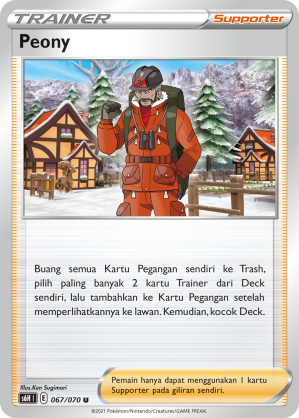 TRAINER Supporter
Peony
Buang semua Kartu Pegangan sendiri ke Trash,
pilih paling banyak 2 kartu Trainer dari Deck
sendiri, lalu tambahkan ke Kartu Pegangan setelah
memperlihatkannya ke lawan. Kemudian, kocok Deck.
Illus.Ken Sugimori
S6H I E 067/070 U
Pemain hanya dapat menggunakan 1 kartu
Supporter pada giliran sendiri.
©2021 Pokémon/Nintendo/Creatures/GAME FREAK.